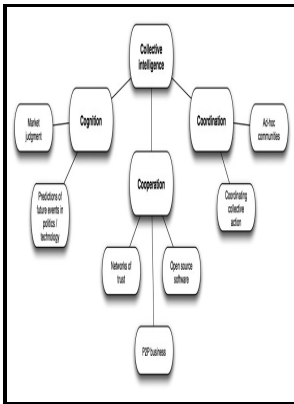 Collective
intelligence
Market
judgment
Cognition
Coordination
Ad-hoc
communities
Predictions of
future events in
politics /
technology
Cooperation
Coordinating
collective
action
Networks of
trust
Open source
software
P2P business